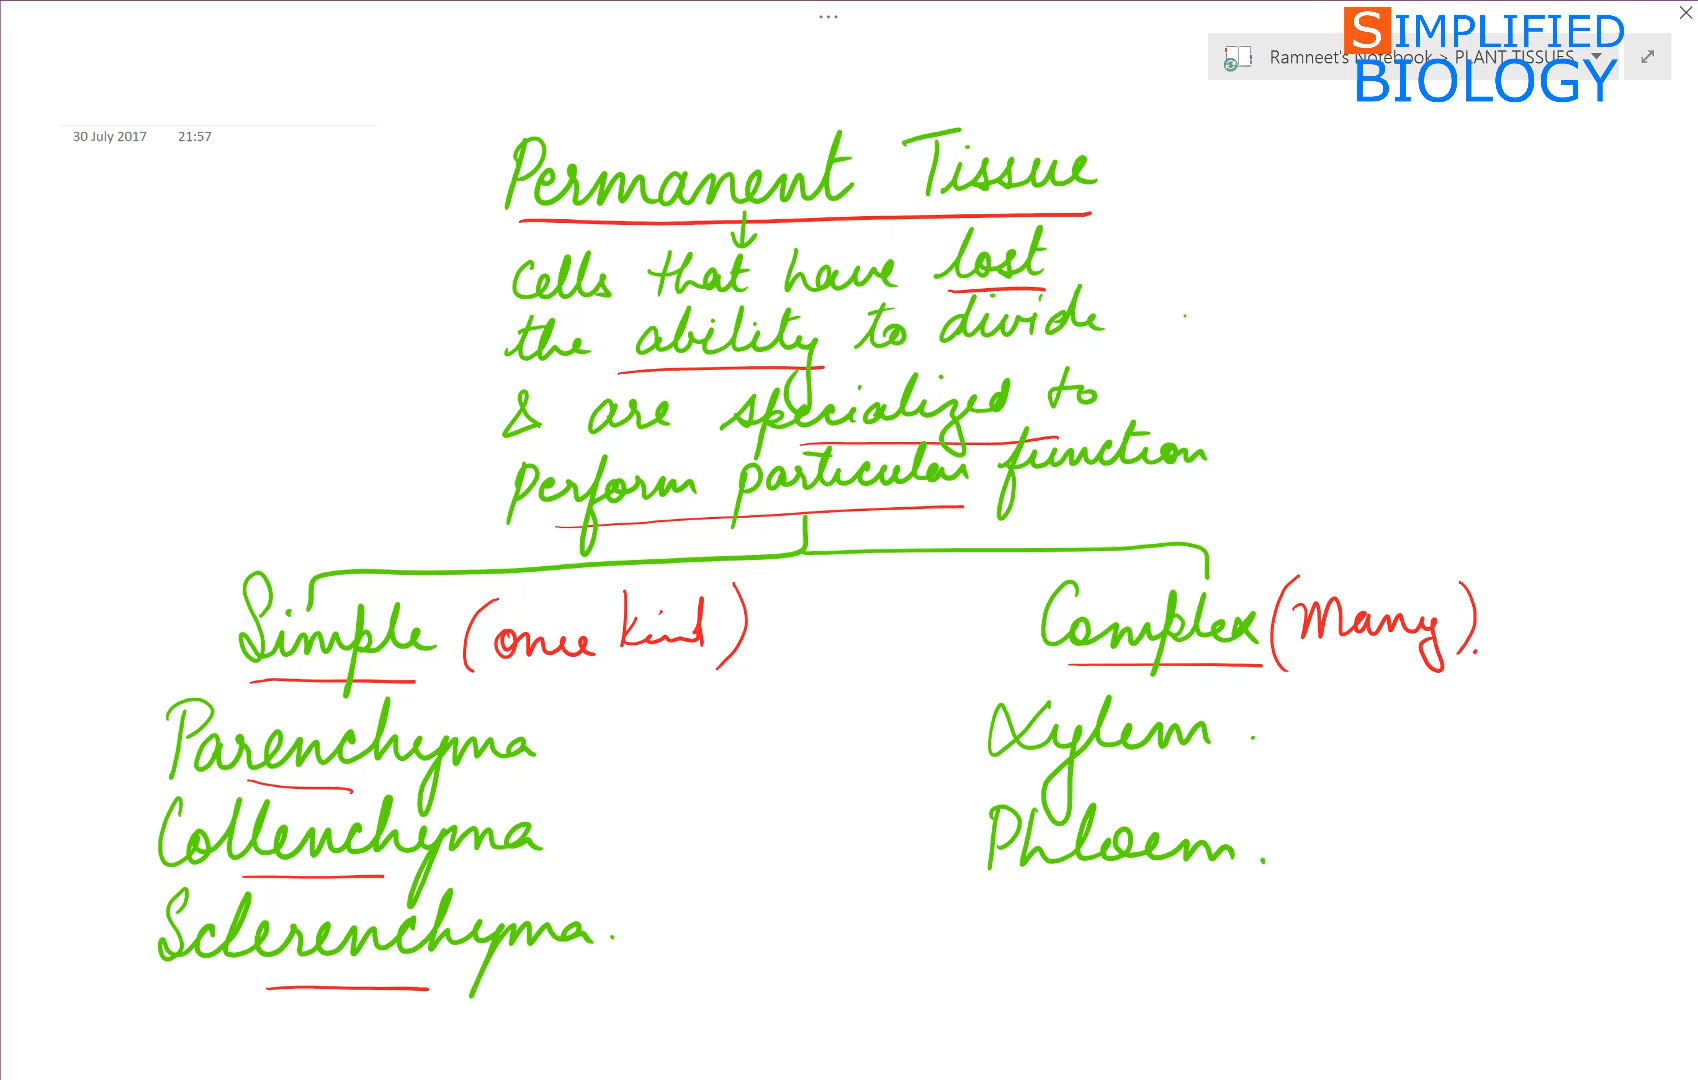 SIMPLIFIED
BIOLOGY
Ramneet's Notebook > PLANT TISSUES
30 July 2017 21:57
Permanent Tissue
Cells that have lost
the ability to divide
& are specialized to
perform particular function
Simple (one kind) Complex (Many).
Parenchyma Xylem.
Collenchyma Phloem.
Sclerenchyma.